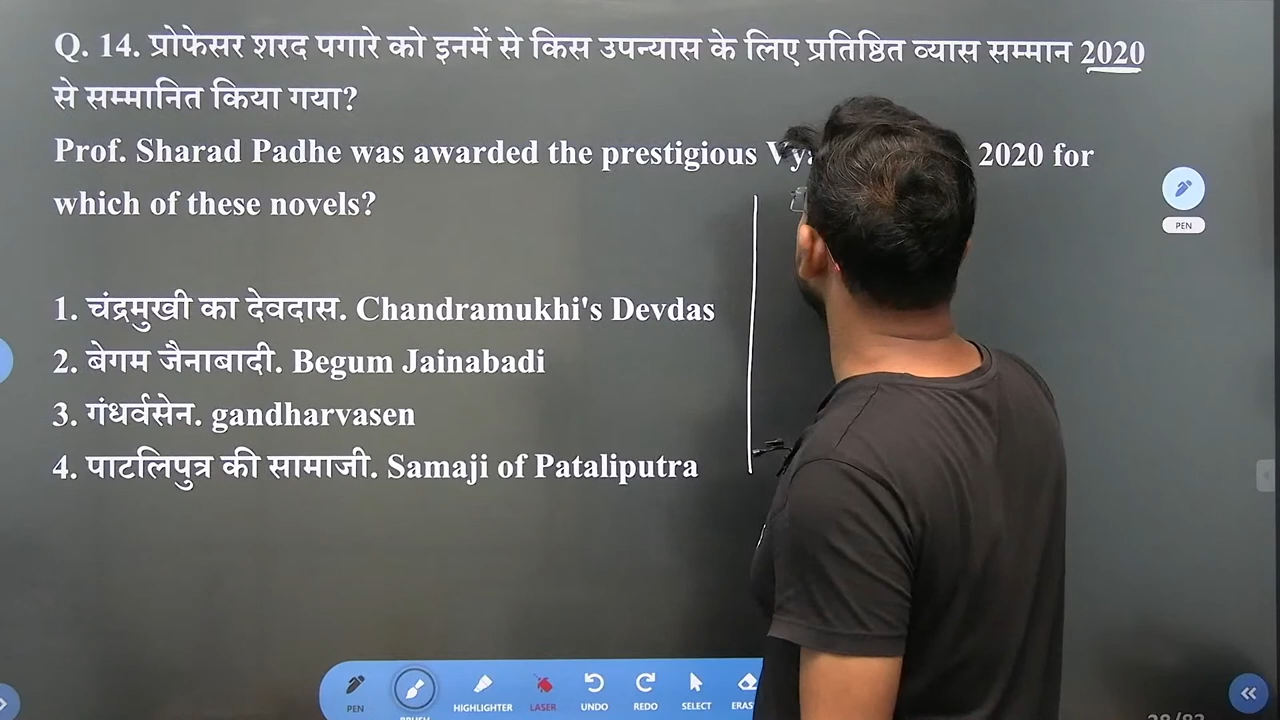 Q. 14. प्रोफेसर शरद पगारे को इनमें से किस उपन्यास के लिए प्रतिष्ठित व्यास सम्मान 2020
से सम्मानित किया गया?
Prof. Sharad Padhe was awarded the prestigious 2020 for
which of these novels?
PEN
1. चंद्रमुखी का देवदास. Chandramukhi's Devdas
2. बेगम जैनाबादी. Begum Jainabadi
3. गंधर्वसेन. gandharvasen
4. पाटलिपुत्र की सामाजी. Samaji of Pataliputra
PEN HIGHLIGHTER LASER UNDO REDO SELECT